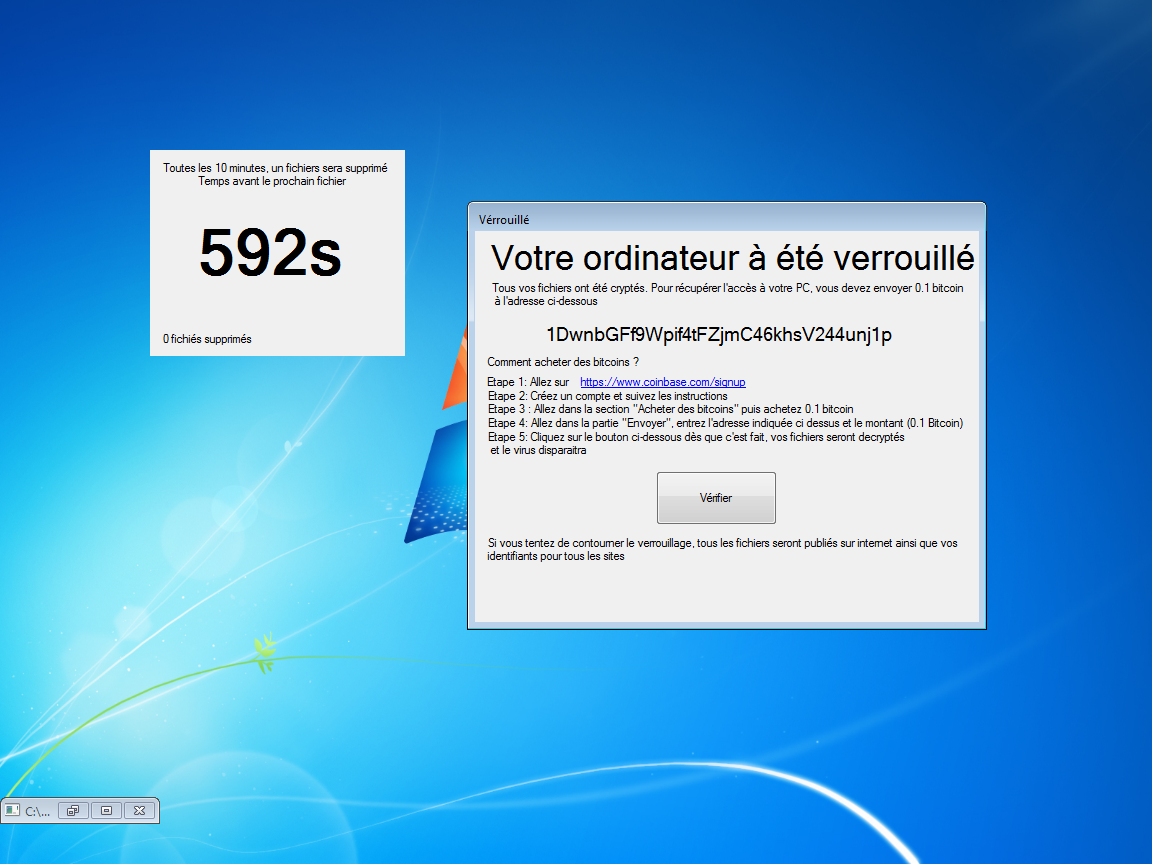 Toutes les 10 minutes, un fichiers sera supprimé
Temps avant le prochain fichier
592s
0 fichiés supprimés
Vérrouillé
Votre ordinateur à été verrouillé
Tous vos fichiers ont été cryptés. Pour récupérer l'accès à votre PC, vous devez envoyer 0.1 bitcoin
à l'adresse ci-dessous
1DwnbGFf9Wpif4tFZjmC46khsV244unj1p
Comment acheter des bitcoins ?
Etape 1: Allez sur https://www.coinbase.com/signup
Etape 2: Créez un compte et suivez les instructions
Etape 3 : Allez dans la section "Acheter des bitcoins" puis achetez 0.1 bitcoin
Etape 4: Allez dans la partie "Envoyer", entrez l'adresse indiquée ci dessus et le montant (0.1 Bitcoin)
Etape 5: Cliquez sur le bouton ci-dessous dès que c'est fait, vos fichiers seront decryptés
et le virus disparaitra
Vérifier
Si vous tentez de contourner le verrouillage, tous les fichiers seront publiés sur internet ainsi que vos
identifiants pour tous les sites
C:\...